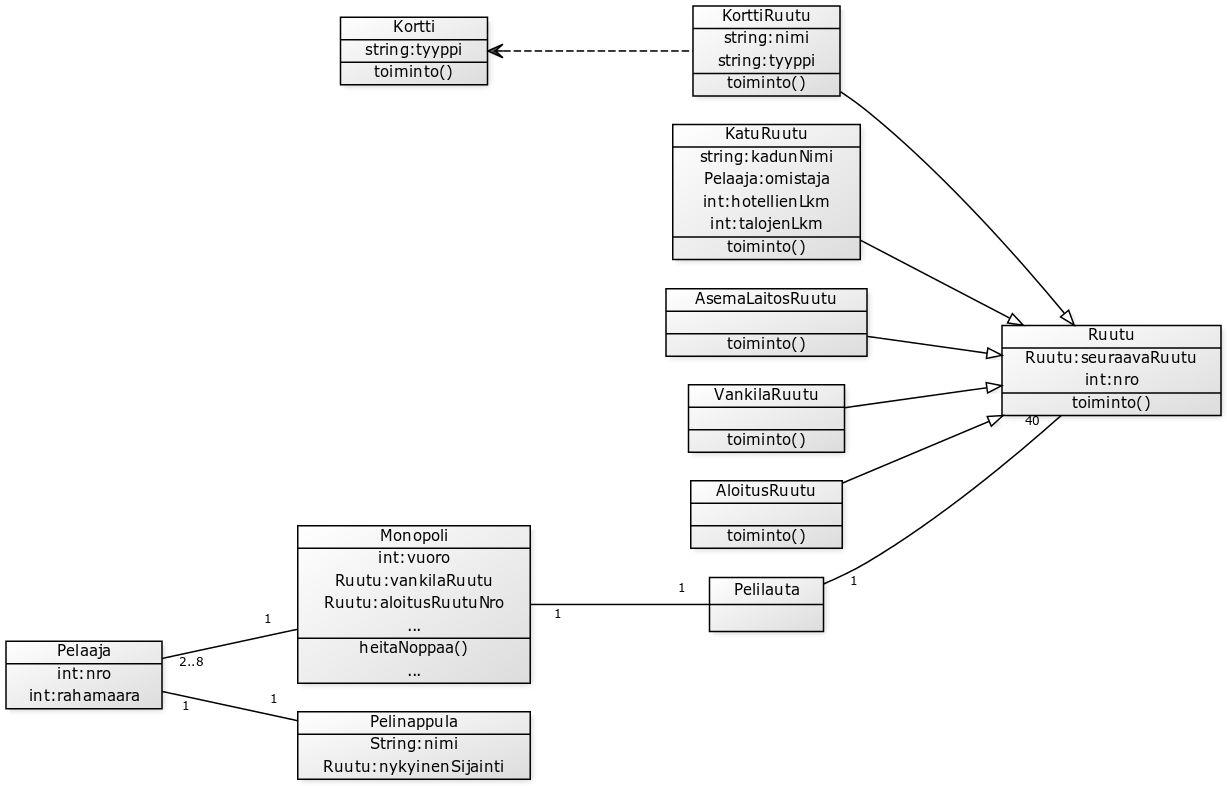 Kortti
string:tyyppi
toiminto()
KorttiRuutu
string:nimi
string:tyyppi
toiminto()
KatuRuutu
string:kadunNimi
Pelaaja:omistaja
int:hotellienLkm
int:talojenLkm
toiminto()
AsemaLaitosRuutu
toiminto()
VankilaRuutu
toiminto()
AloitusRuutu
toiminto()
Ruutu
Ruutu:seuraavaRuutu
int:nro
toiminto()
40
1
Pelilauta
1
1
Monopoli
int:vuoro
Ruutu:vankilaRuutu
Ruutu:aloitusRuutuNro
...
heitaNoppaa()
...
1
2..8
Pelaaja
int:nro
int:rahamaara
1
1
Pelinappula
String:nimi
Ruutu:nykyinenSijainti